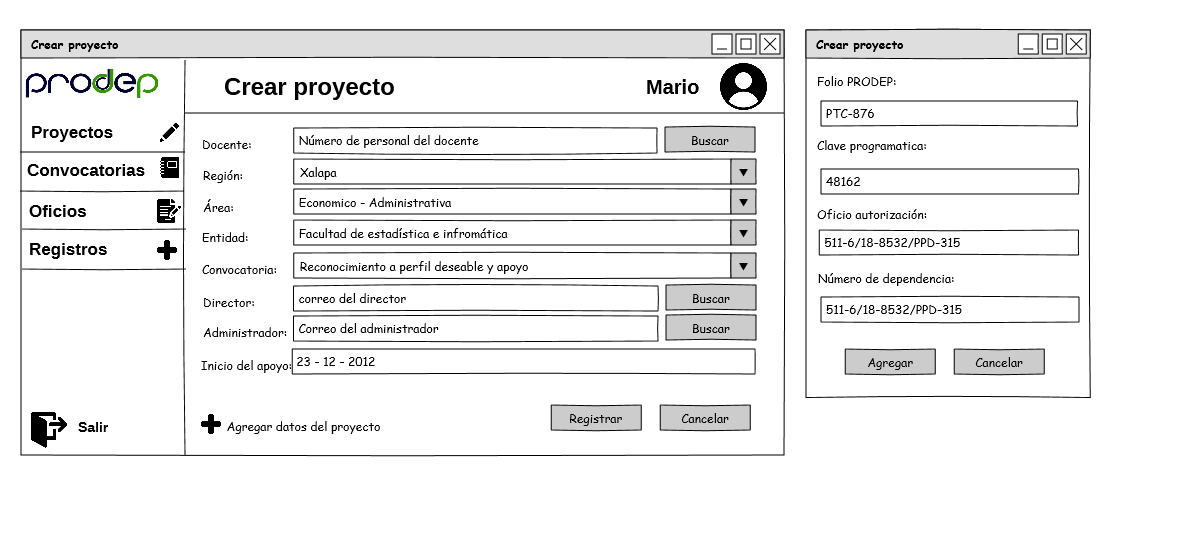 Crear proyecto
prodep
Crear proyecto
Mario
Proyectos
Convocatorias
Oficios
Registros
Salir
Docente: Número de personal del docente Buscar
Región: Xalapa
Área: Economico - Administrativa
Entidad: Facultad de estadística e infromática
Convocatoria: Reconocimiento a perfil deseable y apoyo
Director: correo del director Buscar
Administrador: Correo del administrador Buscar
Inicio del apoyo: 23 - 12 - 2012
Agregar datos del proyecto
Registrar Cancelar
Crear proyecto
Folio PRODEP:
PTC-876
Clave programatica:
48162
Oficio autorización:
511-6/18-8532/PPD-315
Número de dependencia:
511-6/18-8532/PPD-315
Agregar Cancelar